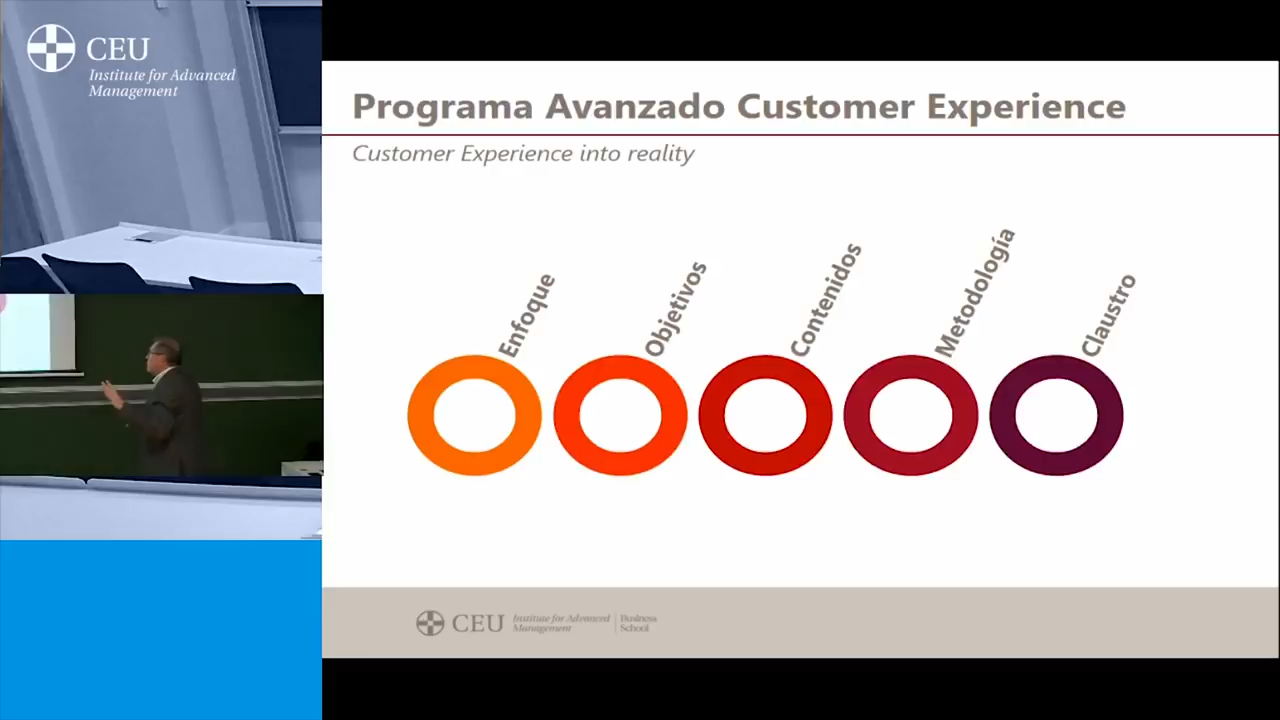 CEU
Institute for Advanced
Management
Programa Avanzado Customer Experience
Customer Experience into reality
Enfoque
Objetivos
Contenidos
Metodología
Claustro
CEU
Institute for Advanced
Management
Business
School